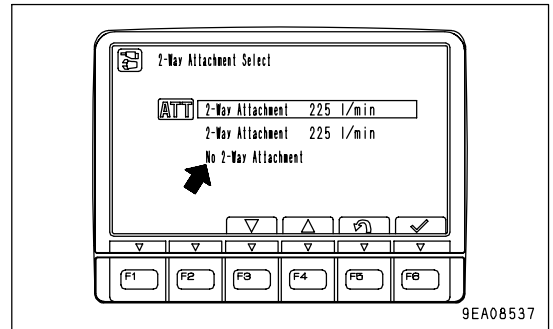 2-Way Attachment Select
ATT 2-Way Attachment 225 l/min
2-Way Attachment 225 l/min
No 2-Way Attachment
F1 F2 F3 F4 F5 F6
9EA08537